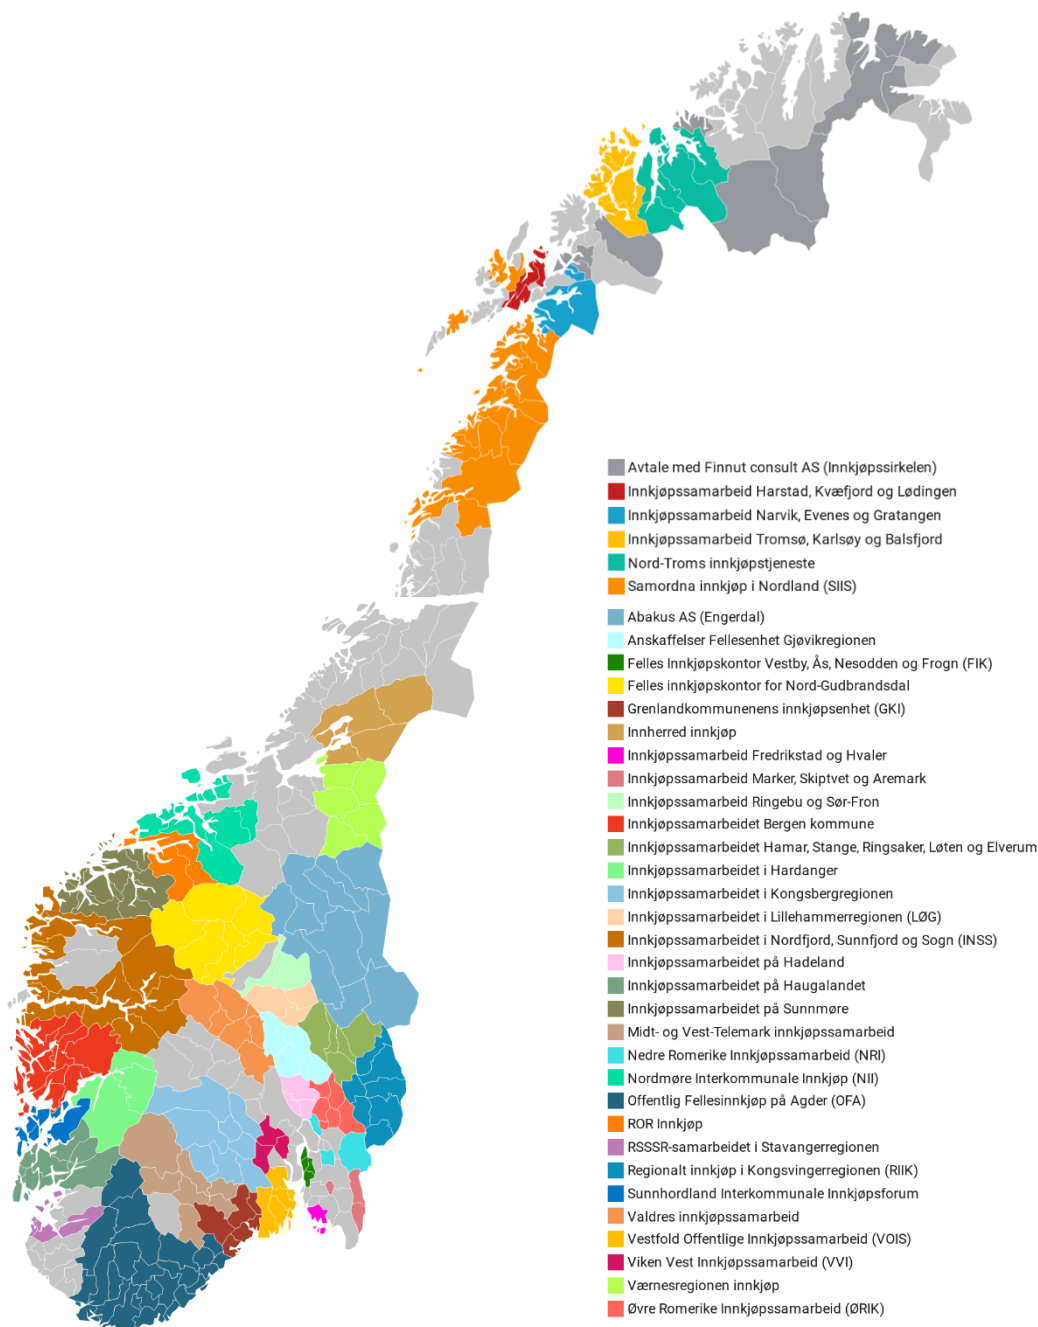 Avtale med Finnut consult AS (Innkjøpssirkelen)
Innkjøpssamarbeid Harstad, Kvæfjord og Lødingen
Innkjøpssamarbeid Narvik, Evenes og Gratangen
Innkjøpssamarbeid Tromsø, Karlsøy og Balsfjord
Nord-Troms innkjøpstjeneste
Samordna innkjøp i Nordland (SIIS)
Abakus AS (Engerdal)
Anskaffelser Fellesenhet Gjøvikregionen
Felles Innkjøpskontor Vestby, Ås, Nesodden og Frogn (FIK)
Felles innkjøpskontor for Nord-Gudbrandsdal
Grenlandkommunenens innkjøpsenhet (GKI)
Innherred innkjøp
Innkjøpssamarbeid Fredrikstad og Hvaler
Innkjøpssamarbeid Marker, Skiptvet og Aremark
Innkjøpssamarbeid Ringebu og Sør-Fron
Innkjøpssamarbeidet Bergen kommune
Innkjøpssamarbeidet Hamar, Stange, Ringsaker, Løten og Elverum
Innkjøpssamarbeidet i Hardanger
Innkjøpssamarbeidet i Kongsbergregionen
Innkjøpssamarbeidet i Lillehammerregionen (LØG)
Innkjøpssamarbeidet i Nordfjord, Sunnfjord og Sogn (INSS)
Innkjøpssamarbeidet på Hadeland
Innkjøpssamarbeidet på Haugalandet
Innkjøpssamarbeidet på Sunnmøre
Midt- og Vest-Telemark innkjøpssamarbeid
Nedre Romerike Innkjøpssamarbeid (NRI)
Nordmøre Interkommunale Innkjøp (NII)
Offentlig Fellesinnkjøp på Agder (OFA)
ROR Innkjøp
RSSSR-samarbeidet i Stavangerregionen
Regionalt innkjøp i Kongsvingerregionen (RIIK)
Sunnhordland Interkommunale Innkjøpsforum
Valdres innkjøpssamarbeid
Vestfold Offentlige Innkjøpssamarbeid (VOIS)
Viken Vest Innkjøpssamarbeid (VVI)
Værnesregionen innkjøp
Øvre Romerike Innkjøpssamarbeid (ØRIK)